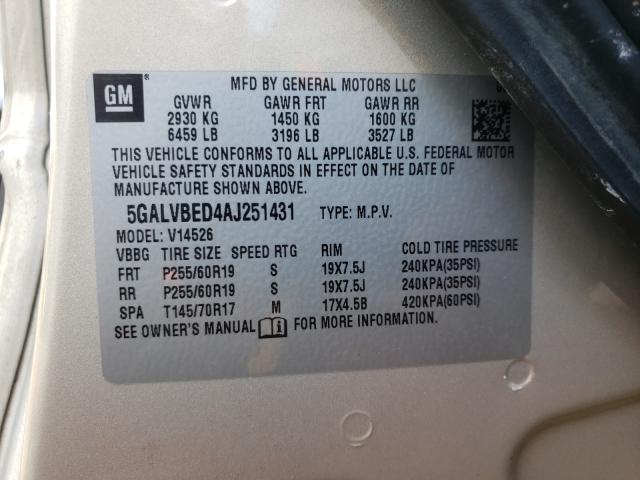 GM ®
MFD BY GENERAL MOTORS LLC
GVWR GAWR FRT GAWR RR
2930 KG 1450 KG 1600 KG
6459 LB 3196 LB 3527 LB
THIS VEHICLE CONFORMS TO ALL APPLICABLE U.S. FEDERAL MOTOR
VEHICLE SAFETY STANDARDS IN EFFECT ON THE DATE OF
MANUFACTURE SHOWN ABOVE.
5GALVBED4AJ251431 TYPE: M.P.V.
MODEL: V14526
VBBG TIRE SIZE SPEED RTG RIM COLD TIRE PRESSURE
FRT P255/60R19 S 19X7.5J 240KPA(35PSI)
RR P255/60R19 S 19X7.5J 240KPA(35PSI)
SPA T145/70R17 M 17X4.5B 420KPA(60PSI)
SEE OWNER'S MANUAL FOR MORE INFORMATION.